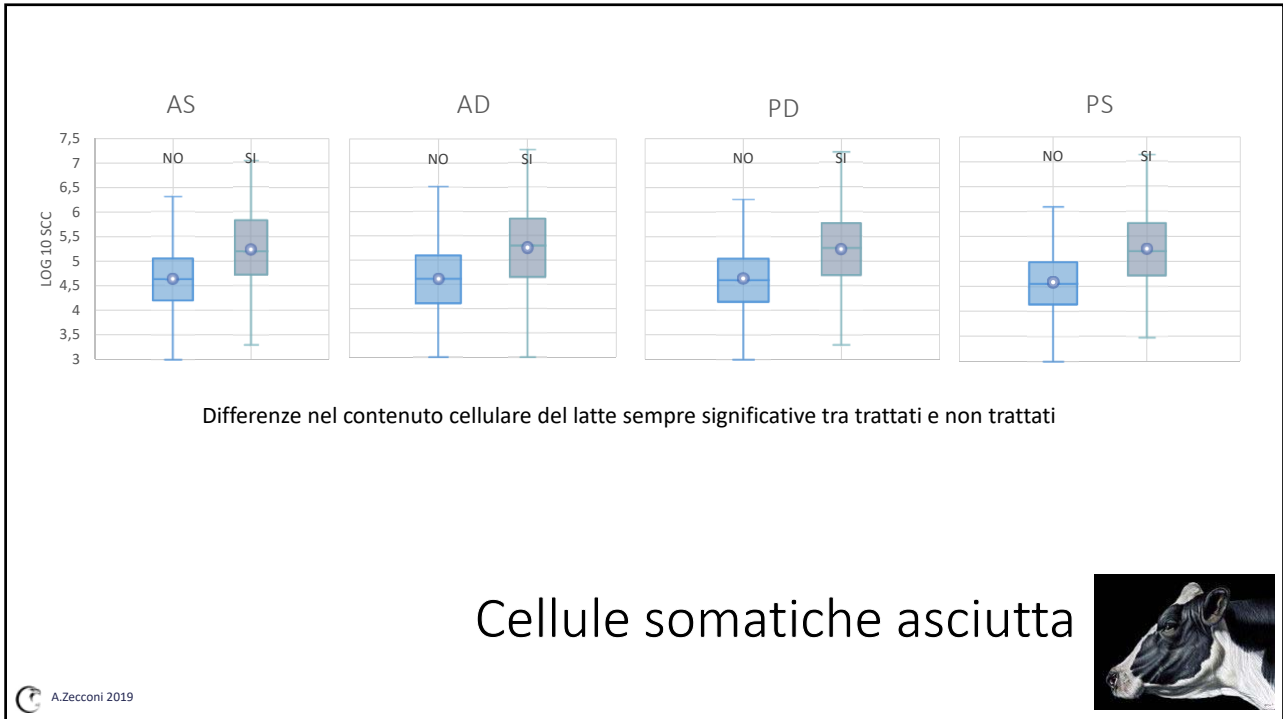 AS AD PD PS
7,5
7
6,5
6
5,5
5
4,5
4
3,5
3
LOG 10 SCC
NO SI NO SI NO SI NO SI
Differenze nel contenuto cellulare del latte sempre significative tra trattati e non trattati
Cellule somatiche asciutta
A.Zecconi 2019